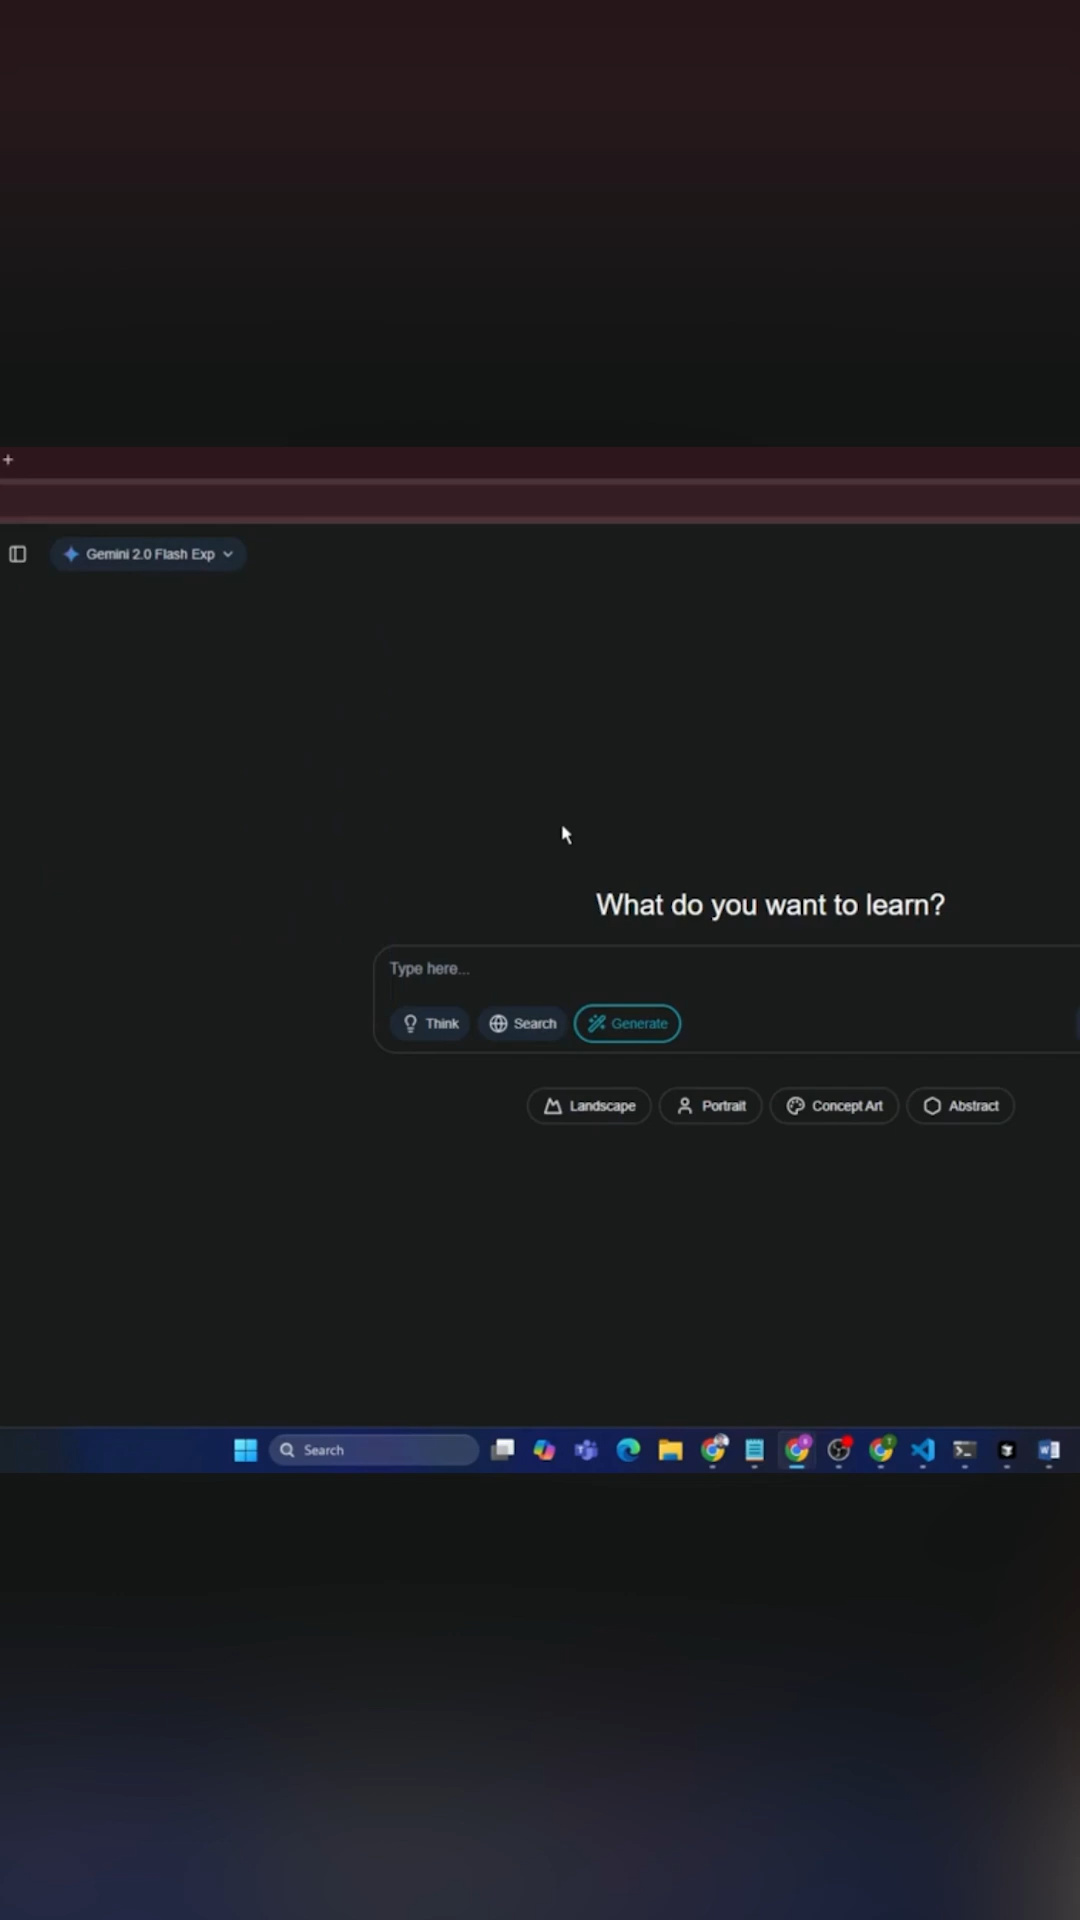 Gemini 2.0 Flash Exp
What do you want to learn?
Type here...
Think Search Generate
Landscape Portrait Concept Art Abstract
Search